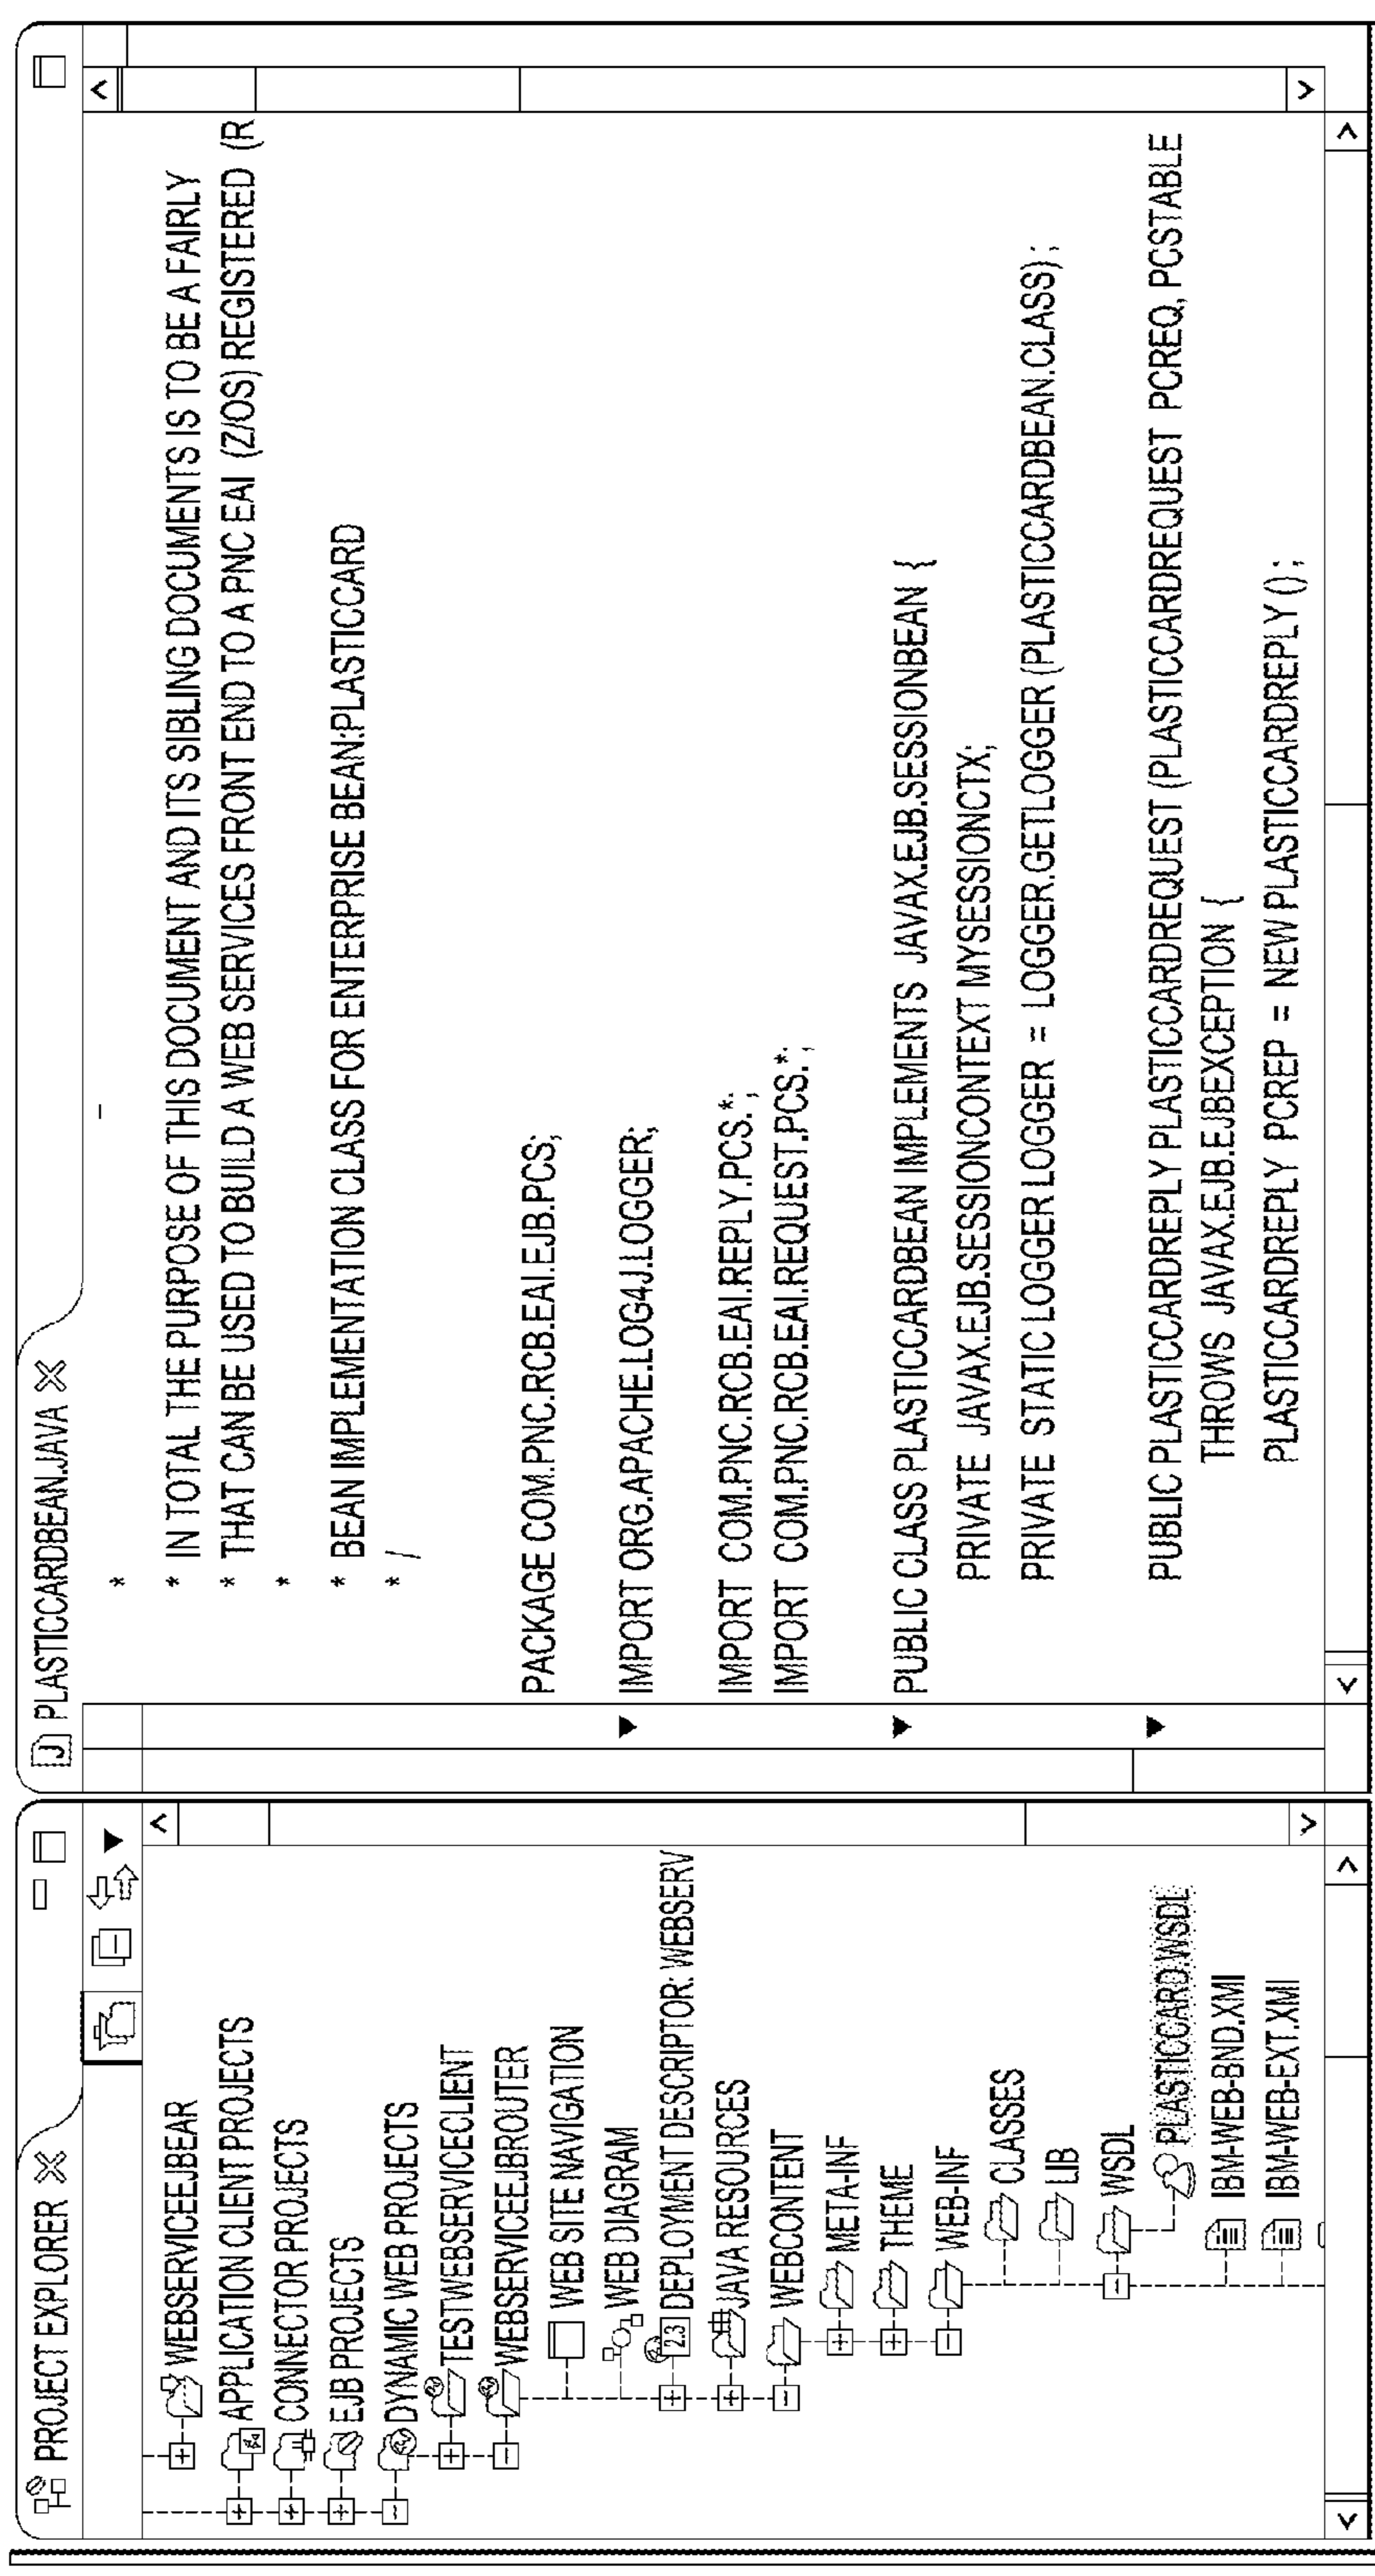 PROJECT EXPLORER
WEBSERVICEEJBEAR
APPLICATION CLIENT PROJECTS
CONNECTOR PROJECTS
EJB PROJECTS
DYNAMIC WEB PROJECTS
TESTWEBSERVICECLIENT
WEBSERVICEEJBROUTER
WEB SITE NAVIGATION
WEB DIAGRAM
2.3 DEPLOYMENT DESCRIPTOR: WEBSERV
JAVA RESOURCES
WEBCONTENT
META-INF
THEME
WEB-INF
CLASSES
LIB
WSDL
PLASTICCARD.WSDL
IBM-WEB-BND.XMI
IBM-WEB-EXT.XMI
J PLASTICCARDBEAN.JAVA
*
* IN TOTAL THE PURPOSE OF THIS DOCUMENT AND ITS SIBLING DOCUMENTS IS TO BE A FAIRLY
* THAT CAN BE USED TO BUILD A WEB SERVICES FRONT END TO A PNC EAI (Z/OS) REGISTERED (R
*
* BEAN IMPLEMENTATION CLASS FOR ENTERPRISE BEAN:PLASTICCARD
* /
PACKAGE COM.PNC.RCB.EAI.EJB.PCS;
IMPORT ORG.APACHE.LOG4J.LOGGER;
IMPORT COM.PNC.RCB.EAI.REPLY.PCS.*;
IMPORT COM.PNC.RCB.EAI.REQUEST.PCS.*;
PUBLIC CLASS PLASTICCARDBEAN IMPLEMENTS JAVAX.EJB.SESSIONBEAN {
PRIVATE JAVAX.EJB.SESSIONCONTEXT MYSESSIONCTX;
PRIVATE STATIC LOGGER LOGGER = LOGGER.GETLOGGER (PLASTICCARDBEAN.CLASS) ;
PUBLIC PLASTICCARDREPLY PLASTICCARDREQUEST (PLASTICCARDREQUEST PCREQ, PCSTABLE
THROWS JAVAX.EJB.EJBEXCEPTION {
PLASTICCARDREPLY PCREP = NEW PLASTICCARDREPLY () ;